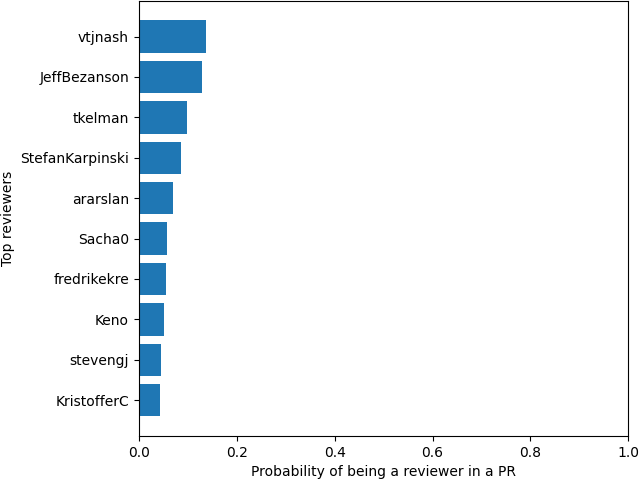 vtjnash
JeffBezanson
tkelman
StefanKarpinski
ararslan
Sacha0
fredrikekre
Keno
stevengj
KristofferC
Top reviewers
0.0 0.2 0.4 0.6 0.8 1.0
Probability of being a reviewer in a PR